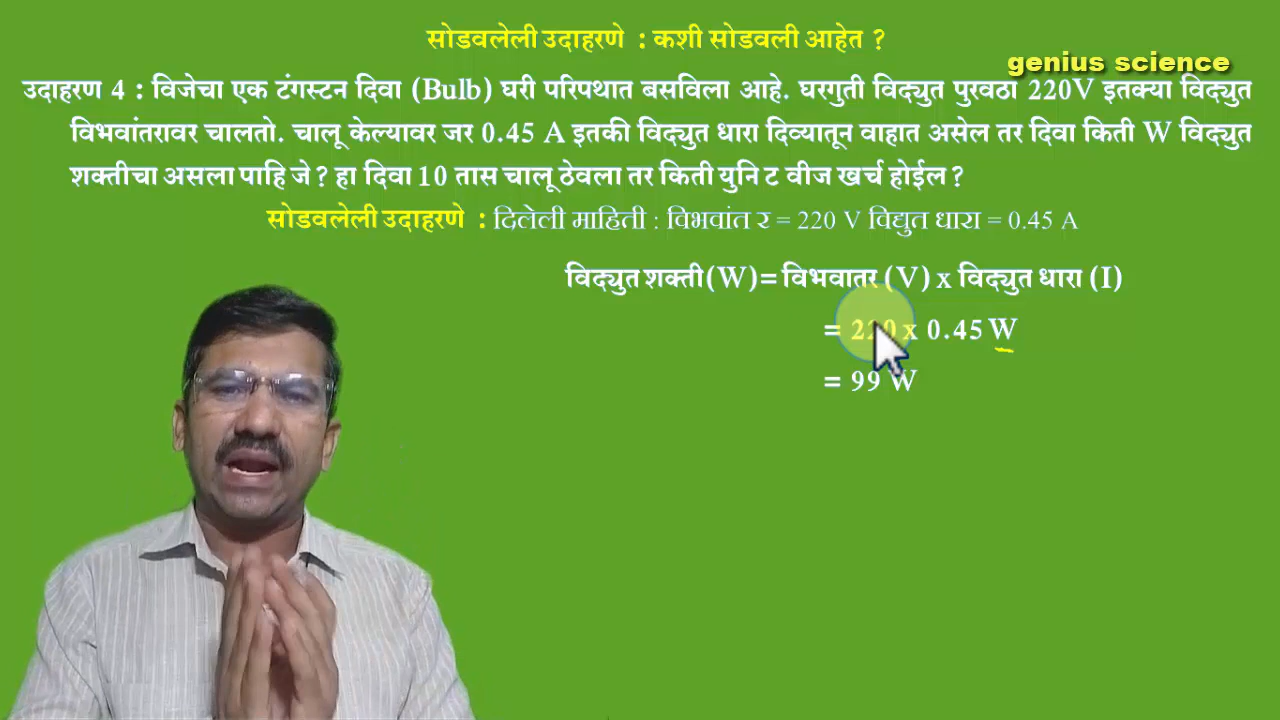 सोडवलेली उदाहरणे : कशी सोडवली आहेत ?
genius science
उदाहरण 4 : विजेचा एक टंगस्टन दिवा (Bulb) घरी परिपथात बसविला आहे. घरगुती विद्युत पुरवठा 220V इतक्या विद्युत
विभवांतरावर चालतो. चालू केल्यावर जर 0.45 A इतकी विद्युत धारा दिव्यातून वाहात असेल तर दिवा किती W विद्युत
शक्तीचा असला पाहि जे ? हा दिवा 10 तास चालू ठेवला तर किती युनि ट वीज खर्च होईल ?
सोडवलेली उदाहरणे : दिलेली माहिती : विभवांत र = 220 V विद्युत धारा = 0.45 A
विद्युत शक्ती(W)= विभवातर (V) x विद्युत धारा (I)
= 220 x 0.45 W
= 99 W